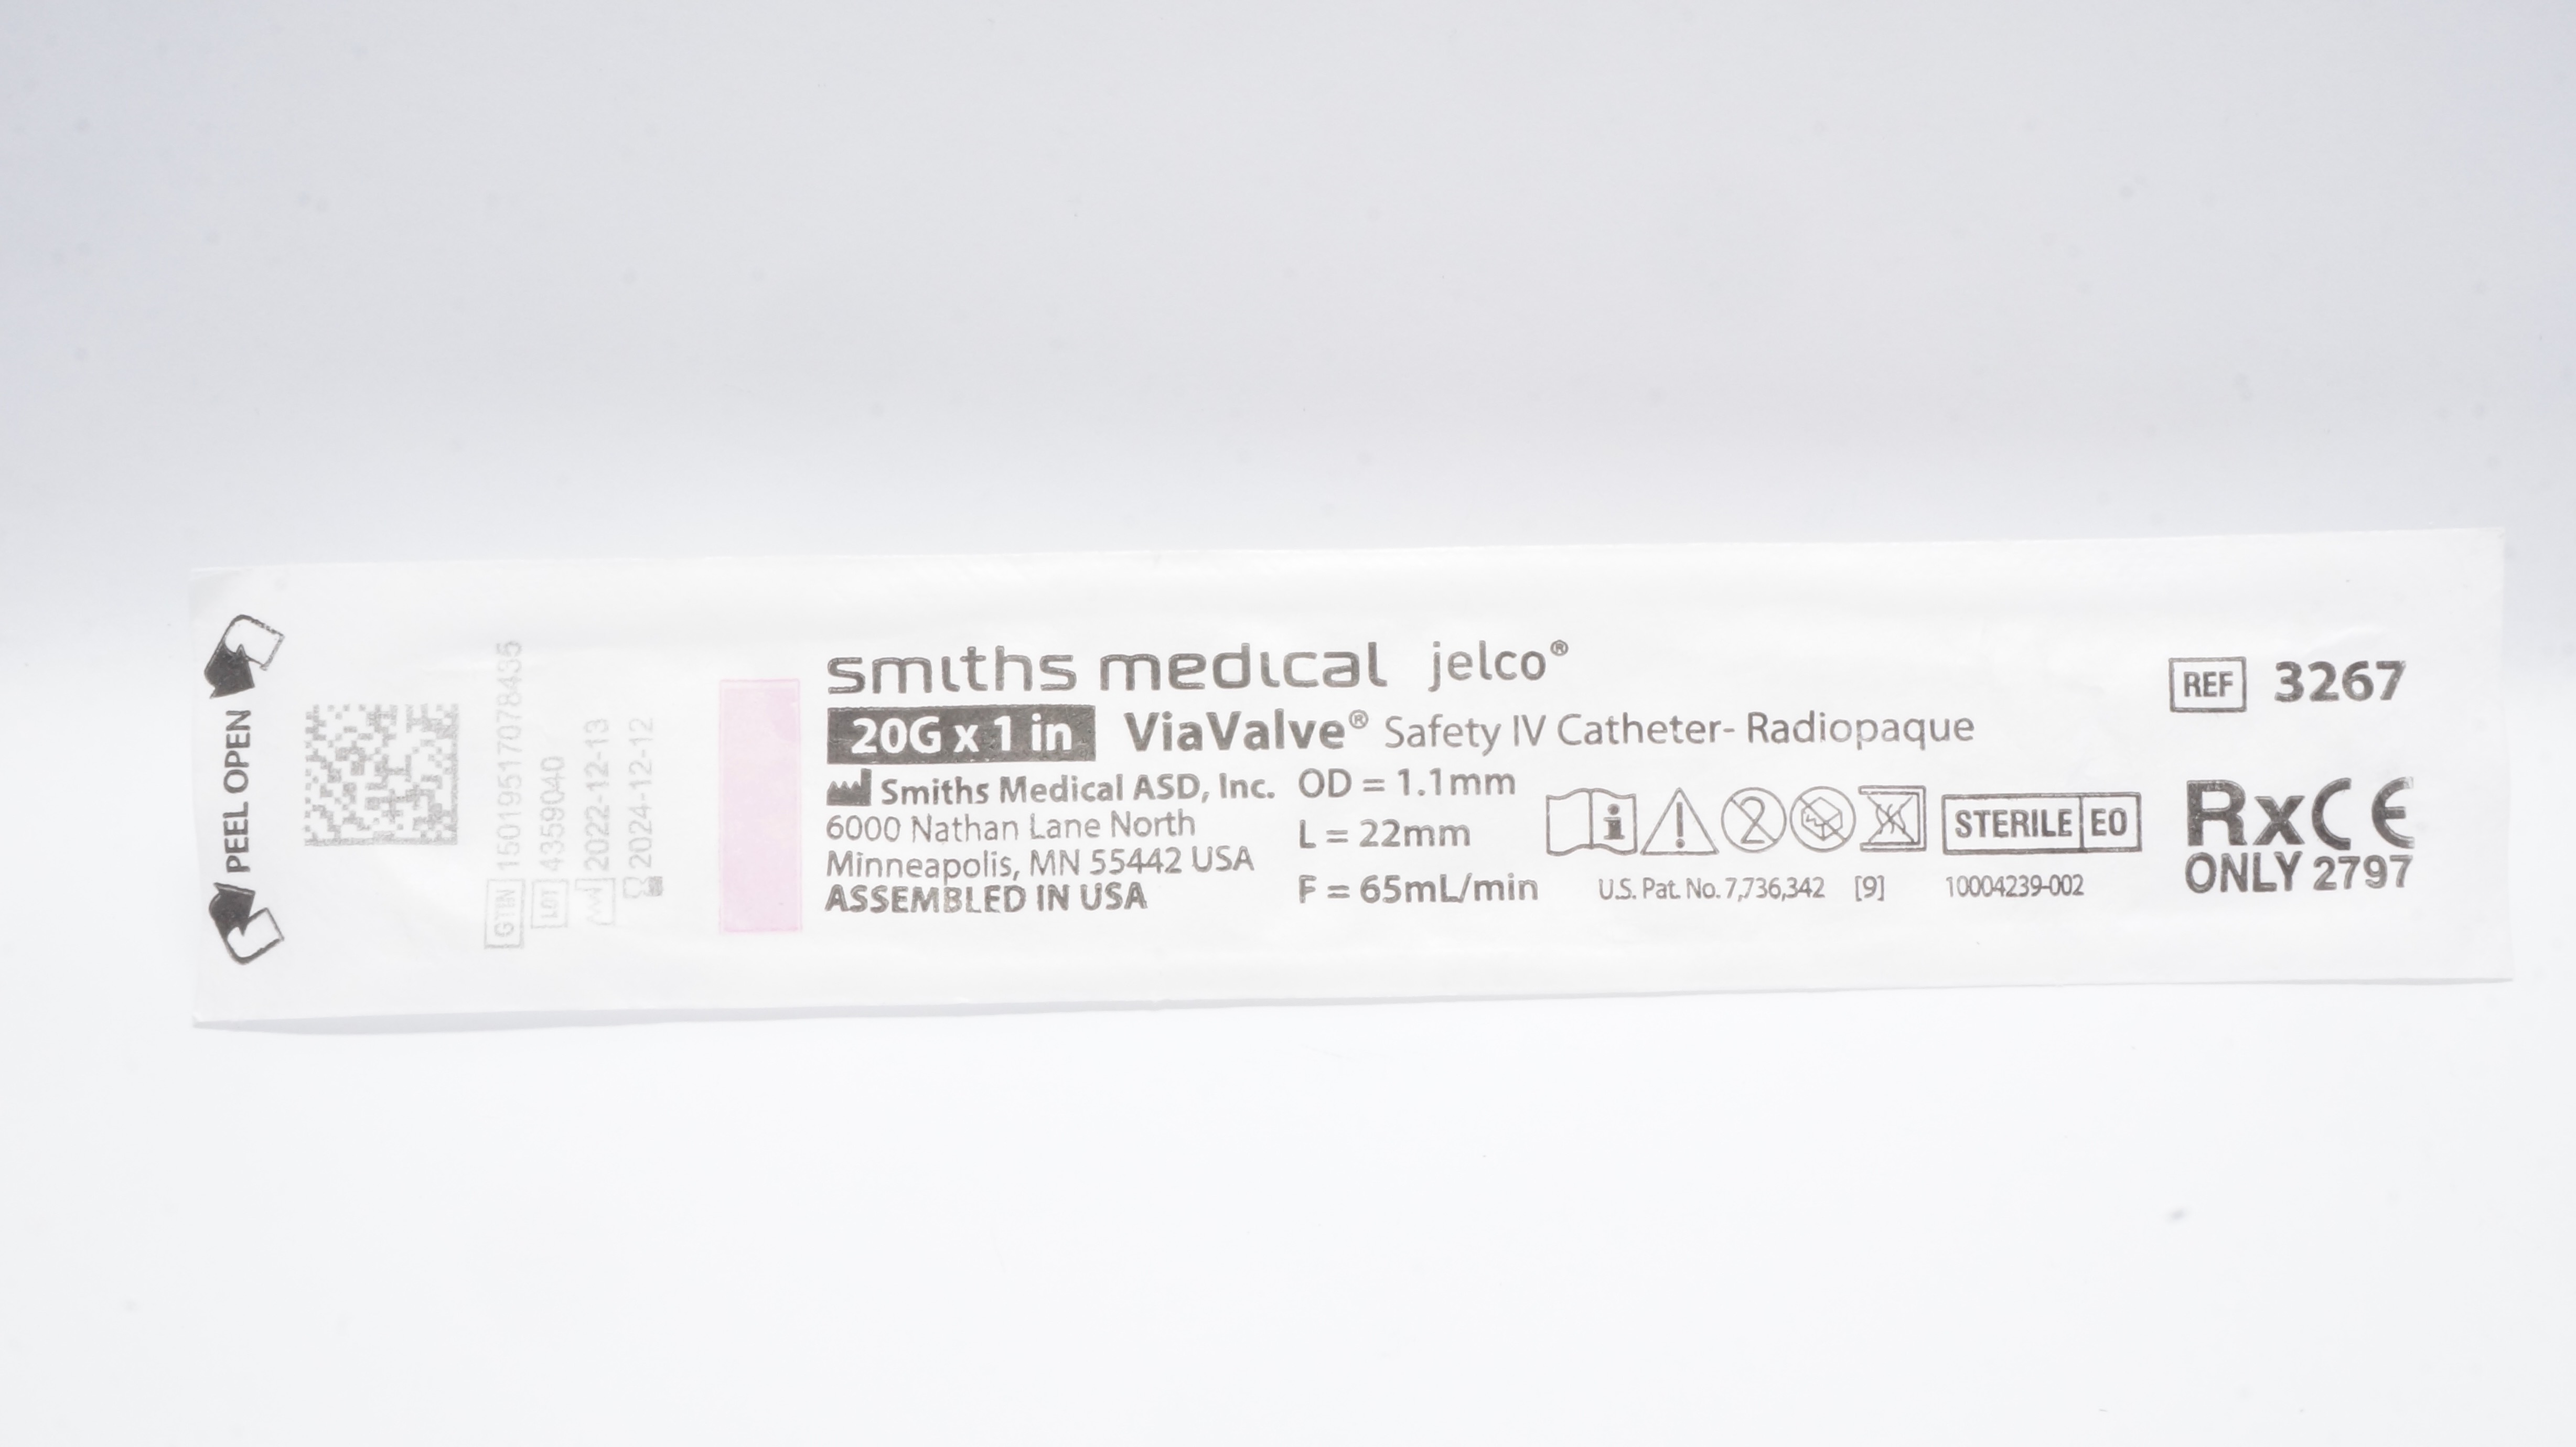 PEEL OPEN
GTIN 15019517078435
LOT 4359040
2022-12-13
2024-12-12
smiths medical jelco®
20G x 1 in ViaValve® Safety IV Catheter- Radiopaque
Smiths Medical ASD, Inc.
6000 Nathan Lane North
Minneapolis, MN 55442 USA
ASSEMBLED IN USA
OD = 1.1mm
L = 22mm
F = 65mL/min
2
STERILE EO
U.S. Pat. No. 7,736,342 [9] 10004239-002
REF 3267
Rx CE
ONLY 2797